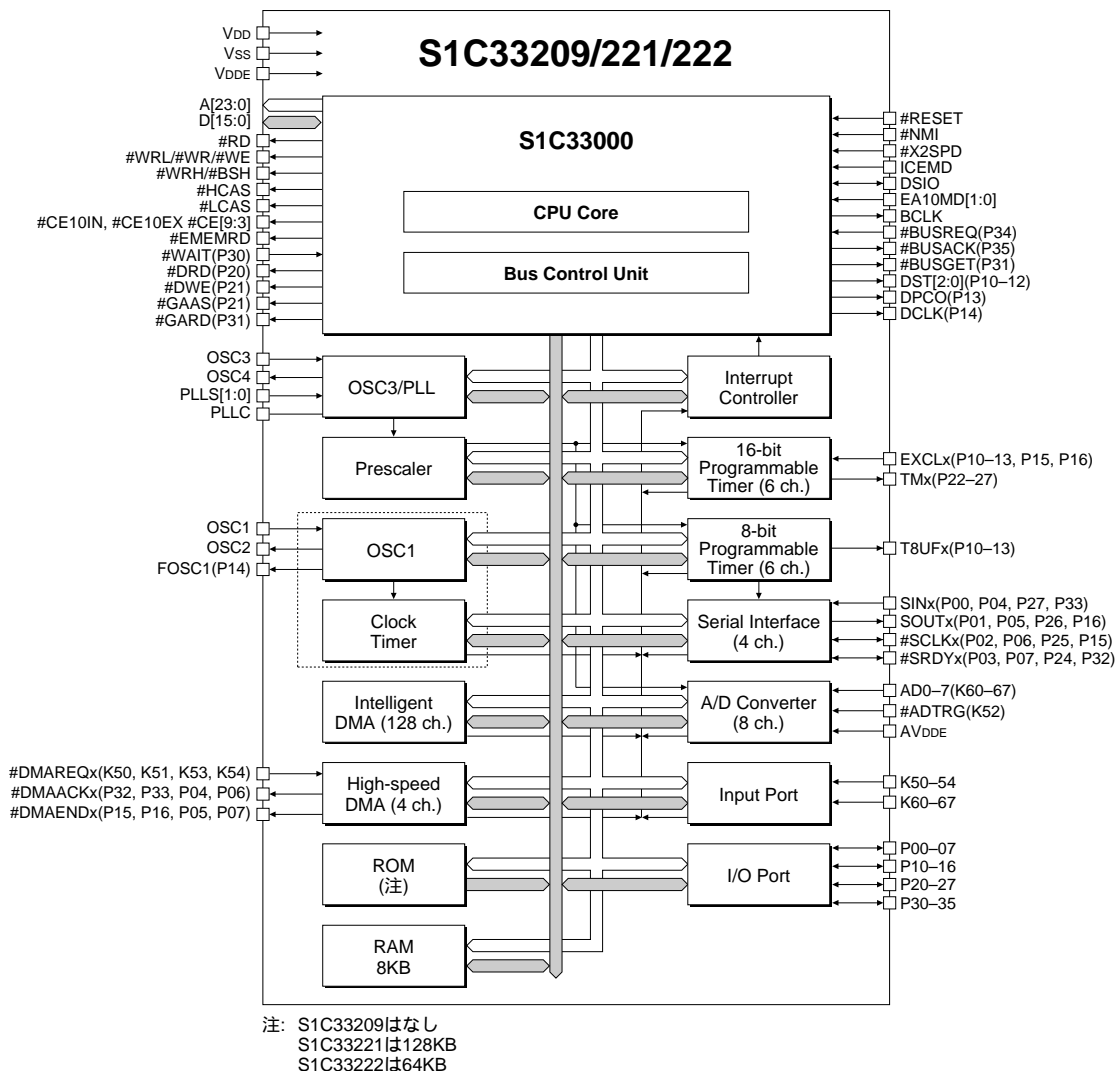 S1C33209/221/222
VDD
VSS
VDDE
A[23:0]
D[15:0]
#RD
#WRL/#WR/#WE
#WRH/#BSH
#HCAS
#LCAS
#CE10IN, #CE10EX #CE[9:3]
#EMEMRD
#WAIT(P30)
#DRD(P20)
#DWE(P21)
#GAAS(P21)
#GARD(P31)
S1C33000
CPU Core
Bus Control Unit
#RESET
#NMI
#X2SPD
ICEMD
DSIO
EA10MD[1:0]
BCLK
#BUSREQ(P34)
#BUSACK(P35)
#BUSGET(P31)
DST[2:0](P10–12)
DPCO(P13)
DCLK(P14)
OSC3
OSC4
PLLS[1:0]
PLLC
OSC3/PLL
Interrupt
Controller
Prescaler
16-bit
Programmable
Timer (6 ch.)
EXCLx(P10–13, P15, P16)
TMx(P22–27)
OSC1
OSC2
FOSC1(P14)
OSC1
8-bit
Programmable
Timer (6 ch.)
T8UFx(P10–13)
Clock
Timer
Serial Interface
(4 ch.)
SINx(P00, P04, P27, P33)
SOUTx(P01, P05, P26, P16)
#SCLKx(P02, P06, P25, P15)
#SRDYx(P03, P07, P24, P32)
Intelligent
DMA (128 ch.)
A/D Converter
(8 ch.)
AD0–7(K60–67)
#ADTRG(K52)
AVDDE
#DMAREQx(K50, K51, K53, K54)
#DMAACKx(P32, P33, P04, P06)
#DMAENDx(P15, P16, P05, P07)
High-speed
DMA (4 ch.)
Input Port
K50–54
K60–67
ROM
(注)
I/O Port
P00–07
P10–16
P20–27
P30–35
RAM
8KB
注: S1C33209はなし
S1C33221は128KB
S1C33222は64KB